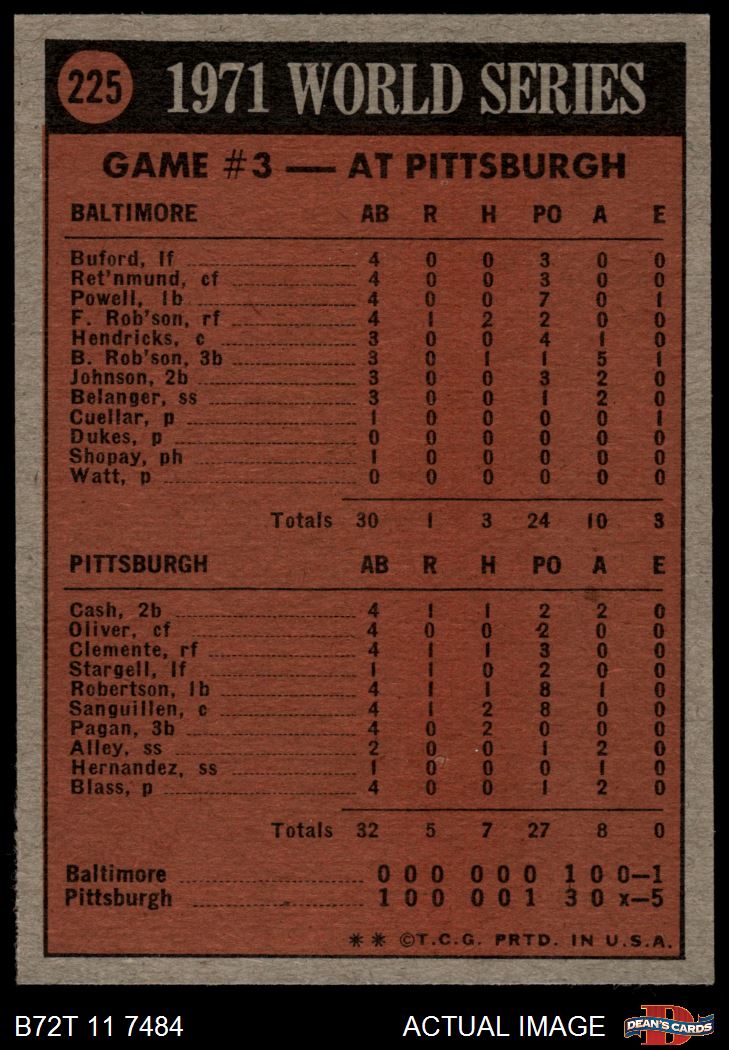 225 1971 WORLD SERIES
GAME #3 — AT PITTSBURGH
BALTIMORE AB R H PO A E
Buford, lf 4 0 0 3 0 0
Ret'nmund, cf 4 0 0 3 0 0
Powell, 1b 4 0 0 7 0 1
F. Rob'son, rf 4 1 2 2 0 0
Hendricks, c 3 0 0 4 1 0
B. Rob'son, 3b 3 0 1 1 5 1
Johnson, 2b 3 0 0 3 2 0
Belanger, ss 3 0 0 1 2 0
Cuellar, p 1 0 0 0 0 1
Dukes, p 0 0 0 0 0 0
Shopay, ph 1 0 0 0 0 0
Watt, p 0 0 0 0 0 0
Totals 30 1 3 24 10 3
PITTSBURGH AB R H PO A E
Cash, 2b 4 1 1 2 2 0
Oliver, cf 4 0 0 2 0 0
Clemente, rf 4 1 1 3 0 0
Stargell, lf 1 1 0 2 0 0
Robertson, 1b 4 1 1 8 1 0
Sanguillen, c 4 1 2 8 0 0
Pagan, 3b 4 0 2 0 0 0
Alley, ss 2 0 0 1 2 0
Hernandez, ss 1 0 0 0 1 0
Blass, p 4 0 0 1 2 0
Totals 32 5 7 27 8 0
Baltimore 0 0 0 0 0 0 1 0 0—1
Pittsburgh 1 0 0 0 0 1 3 0 x—5
** ©T.C.G. PRTD. IN U.S.A.
B72T 11 7484 ACTUAL IMAGE D DEAN'S CARDS